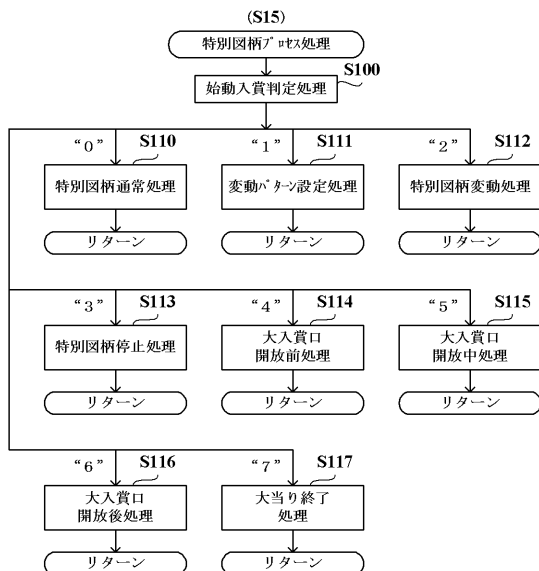 (S15)
特別図柄ﾌﾟﾛｾｽ処理
S100
始動入賞判定処理
“0”
S110
“1”
S111
“2”
S112
特別図柄通常処理
変動ﾊﾟﾀｰﾝ設定処理
特別図柄変動処理
リターン
リターン
リターン
“3”
S113
“4”
S114
“5”
S115
特別図柄停止処理
大入賞口
開放前処理
大入賞口
開放中処理
リターン
リターン
リターン
“6”
S116
“7”
S117
大入賞口
開放後処理
大当り終了
処理
リターン
リターン